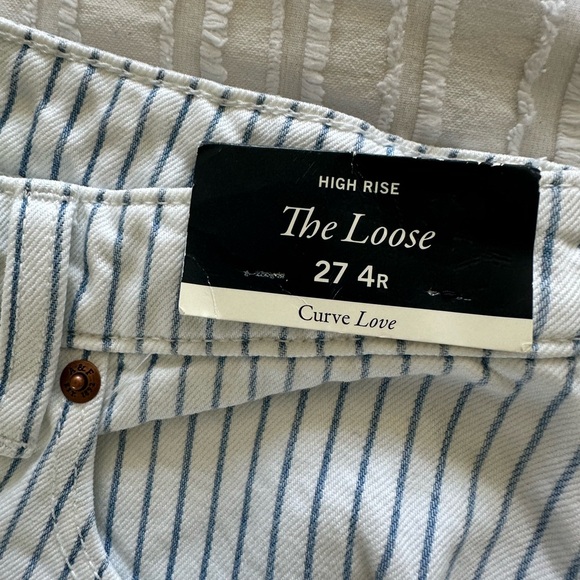 HIGH RISE
The Loose
27 4R
Curve Love